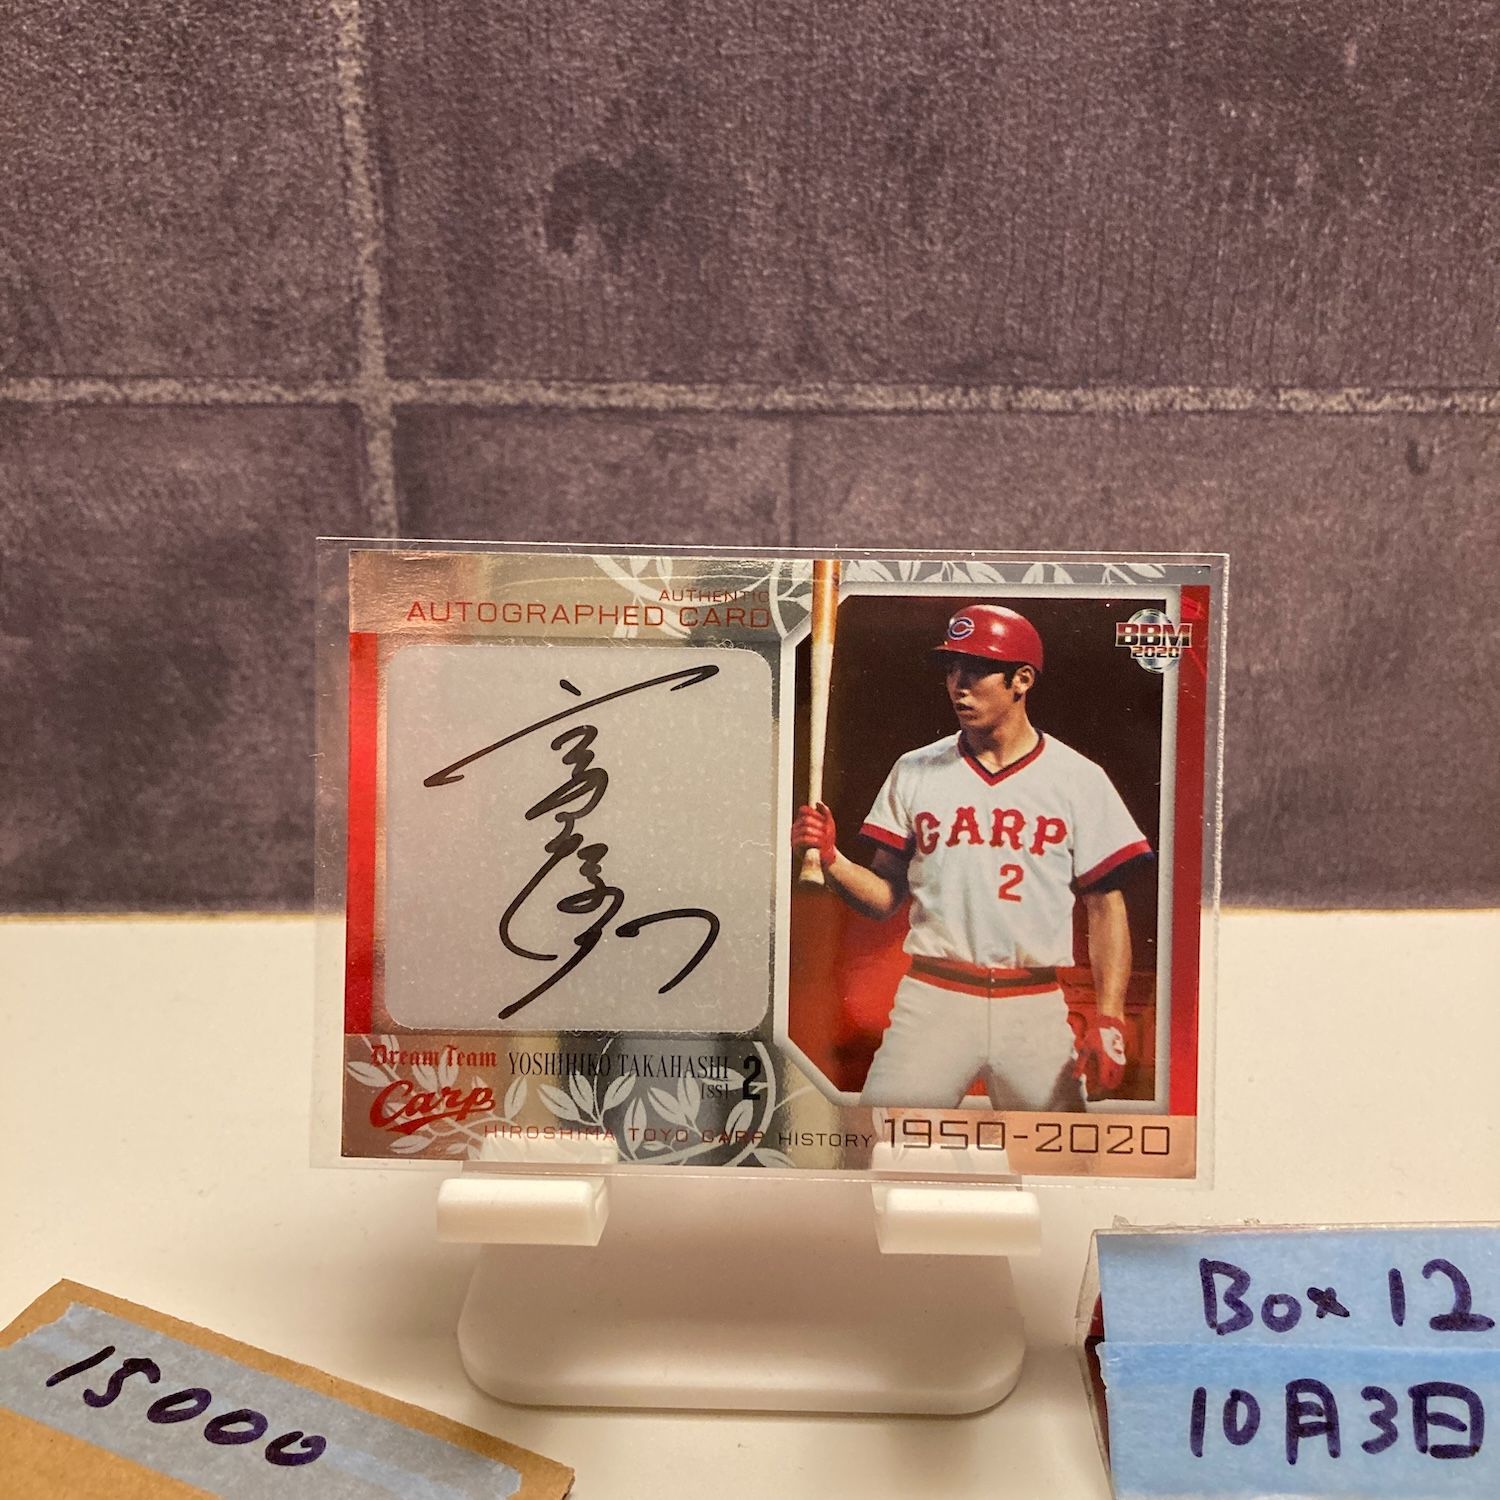 AUTHENTIC
AUTOGRAPHED CARD
BBM
2020
C
CARP
2
Dream Team
Carp
YOSHIHIKO TAKAHASHI 2
[SS]
HIROSHIMA TOYO CARP HISTORY 1950-2020
15000
Box 12
10月3日